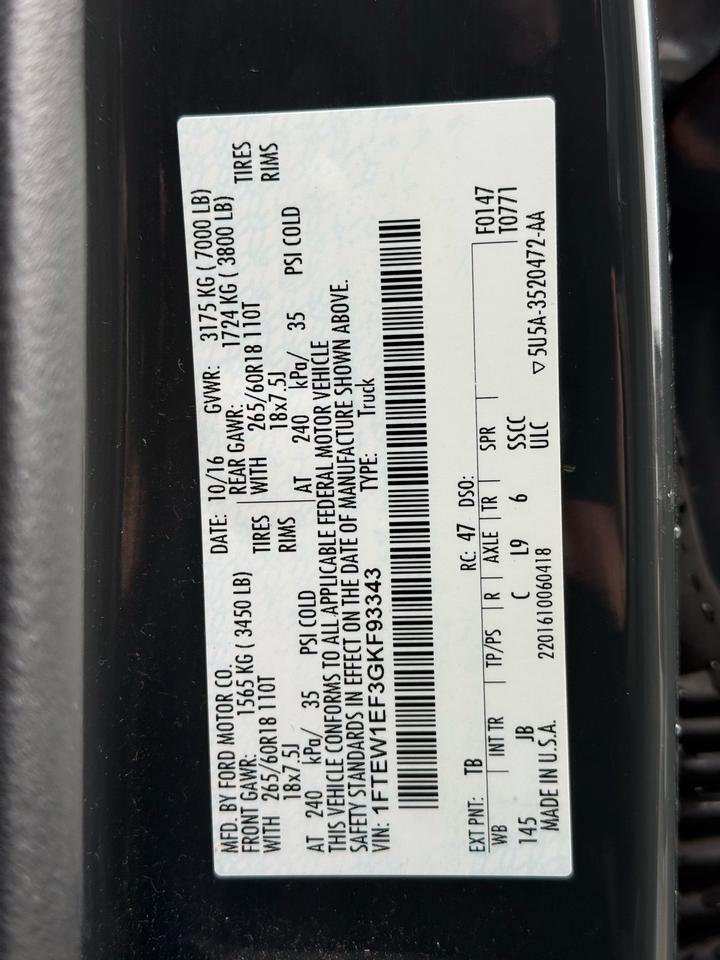 MFD. BY FORD MOTOR CO. DATE: 10/16 GVWR: 3175 KG ( 7000 LB)
FRONT GAWR: 1565 KG ( 3450 LB) REAR GAWR: 1724 KG ( 3800 LB)
WITH 265/60R18 110T TIRES WITH 265/60R18 110T TIRES
18x7.5J RIMS 18x7.5J RIMS
AT 240 kPa/ 35 PSI COLD AT 240 kPa/ 35 PSI COLD
THIS VEHICLE CONFORMS TO ALL APPLICABLE FEDERAL MOTOR VEHICLE
SAFETY STANDARDS IN EFFECT ON THE DATE OF MANUFACTURE SHOWN ABOVE.
VIN: 1FTEW1EF3GKF93343 TYPE: Truck
EXT PNT: TB RC: 47 DSO: F0147
WB INT TR TP/PS R AXLE TR SPR T0771
145 JB C L9 6 SSCC
MADE IN U.S.A. 2201610060418 ULC ▽5U5A-3520472-AA